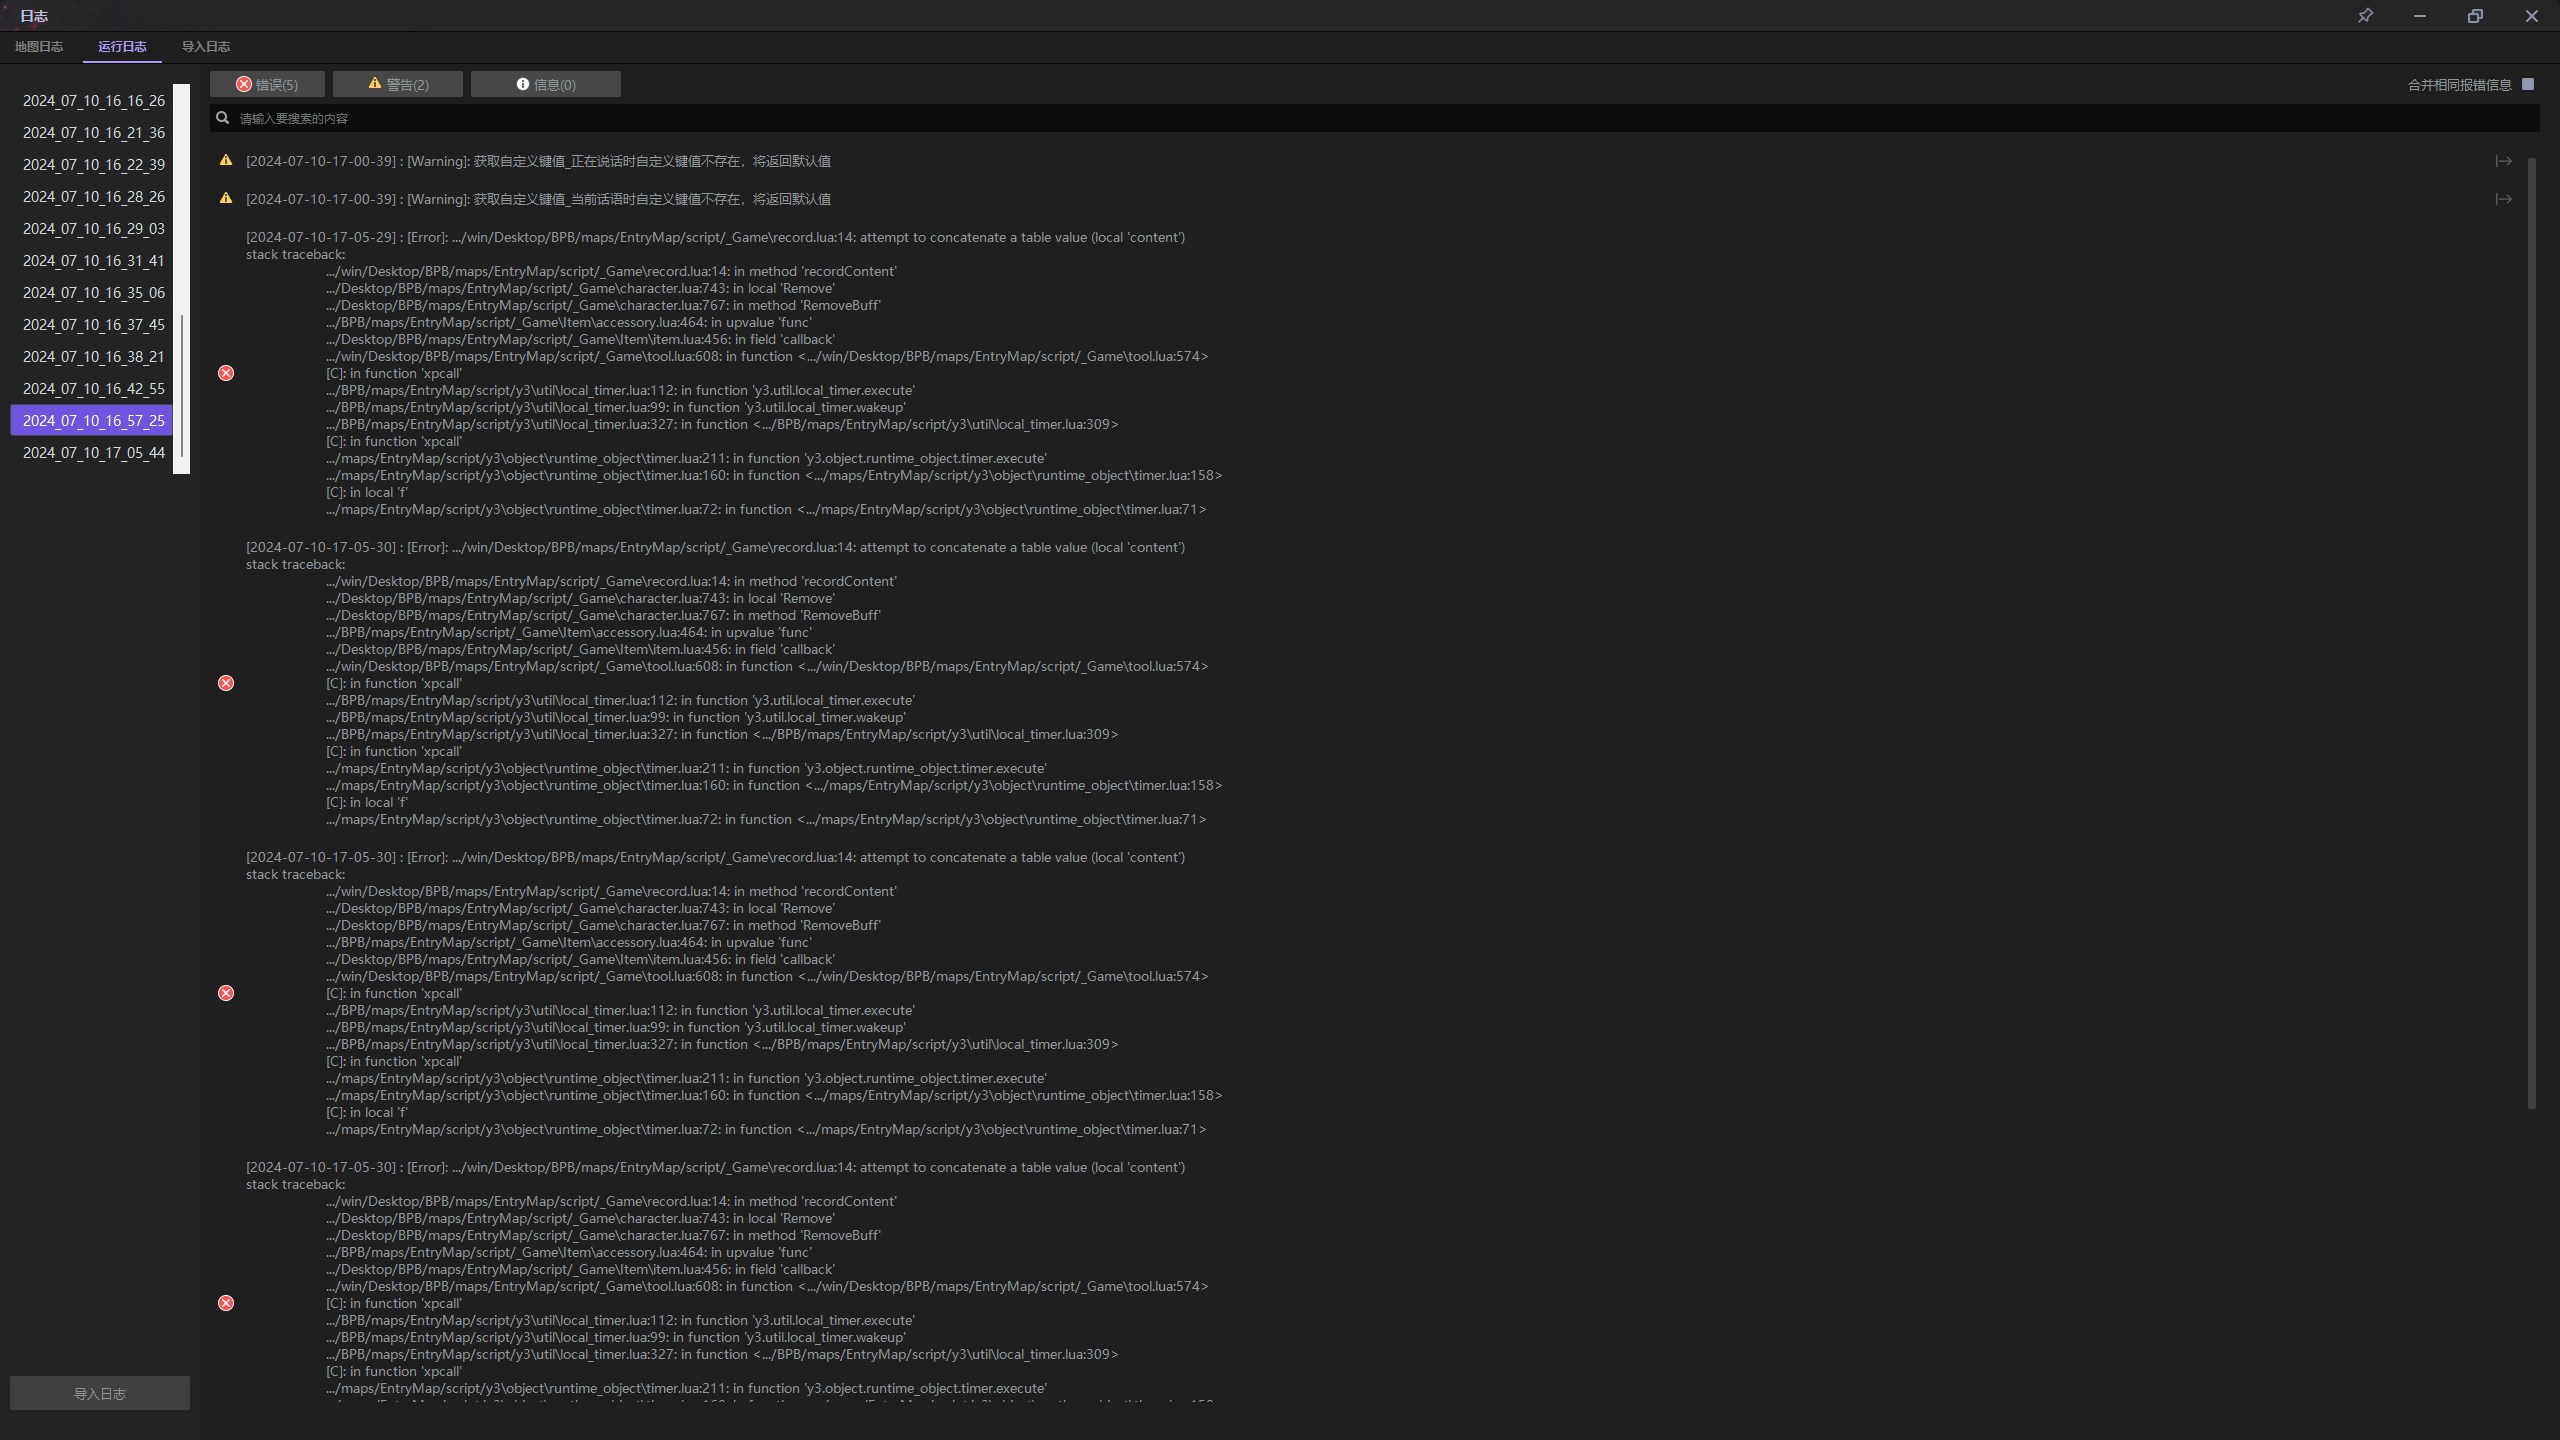 日志
地图日志 运行日志 导入日志
错误(5) 警告(2) 信息(0) 合并相同报错信息
请输入要搜索的内容
2024_07_10_16_16_26
2024_07_10_16_21_36
2024_07_10_16_22_39
2024_07_10_16_28_26
2024_07_10_16_29_03
2024_07_10_16_31_41
2024_07_10_16_35_06
2024_07_10_16_37_45
2024_07_10_16_38_21
2024_07_10_16_42_55
2024_07_10_16_57_25
2024_07_10_17_05_44
导入日志
[2024-07-10-17-00-39] : [Warning]: 获取自定义键值_正在说话时自定义键值不存在，将返回默认值
[2024-07-10-17-00-39] : [Warning]: 获取自定义键值_当前话语时自定义键值不存在，将返回默认值
[2024-07-10-17-05-29] : [Error]: .../win/Desktop/BPB/maps/EntryMap/script/_Game\record.lua:14: attempt to concatenate a table value (local 'content')
stack traceback:
.../win/Desktop/BPB/maps/EntryMap/script/_Game\record.lua:14: in method 'recordContent'
.../Desktop/BPB/maps/EntryMap/script/_Game\character.lua:743: in local 'Remove'
.../Desktop/BPB/maps/EntryMap/script/_Game\character.lua:767: in method 'RemoveBuff'
.../BPB/maps/EntryMap/script/_Game\Item\accessory.lua:464: in upvalue 'func'
.../Desktop/BPB/maps/EntryMap/script/_Game\Item\item.lua:456: in field 'callback'
.../win/Desktop/BPB/maps/EntryMap/script/_Game\tool.lua:608: in function <.../win/Desktop/BPB/maps/EntryMap/script/_Game\tool.lua:574>
[C]: in function 'xpcall'
.../BPB/maps/EntryMap/script/y3\util\local_timer.lua:112: in function 'y3.util.local_timer.execute'
.../BPB/maps/EntryMap/script/y3\util\local_timer.lua:99: in function 'y3.util.local_timer.wakeup'
.../BPB/maps/EntryMap/script/y3\util\local_timer.lua:327: in function <.../BPB/maps/EntryMap/script/y3\util\local_timer.lua:309>
[C]: in function 'xpcall'
.../maps/EntryMap/script/y3\object\runtime_object\timer.lua:211: in function 'y3.object.runtime_object.timer.execute'
.../maps/EntryMap/script/y3\object\runtime_object\timer.lua:160: in function <.../maps/EntryMap/script/y3\object\runtime_object\timer.lua:158>
[C]: in local 'f'
.../maps/EntryMap/script/y3\object\runtime_object\timer.lua:72: in function <.../maps/EntryMap/script/y3\object\runtime_object\timer.lua:71>
[2024-07-10-17-05-30] : [Error]: .../win/Desktop/BPB/maps/EntryMap/script/_Game\record.lua:14: attempt to concatenate a table value (local 'content')
stack traceback:
.../win/Desktop/BPB/maps/EntryMap/script/_Game\record.lua:14: in method 'recordContent'
.../Desktop/BPB/maps/EntryMap/script/_Game\character.lua:743: in local 'Remove'
.../Desktop/BPB/maps/EntryMap/script/_Game\character.lua:767: in method 'RemoveBuff'
.../BPB/maps/EntryMap/script/_Game\Item\accessory.lua:464: in upvalue 'func'
.../Desktop/BPB/maps/EntryMap/script/_Game\Item\item.lua:456: in field 'callback'
.../win/Desktop/BPB/maps/EntryMap/script/_Game\tool.lua:608: in function <.../win/Desktop/BPB/maps/EntryMap/script/_Game\tool.lua:574>
[C]: in function 'xpcall'
.../BPB/maps/EntryMap/script/y3\util\local_timer.lua:112: in function 'y3.util.local_timer.execute'
.../BPB/maps/EntryMap/script/y3\util\local_timer.lua:99: in function 'y3.util.local_timer.wakeup'
.../BPB/maps/EntryMap/script/y3\util\local_timer.lua:327: in function <.../BPB/maps/EntryMap/script/y3\util\local_timer.lua:309>
[C]: in function 'xpcall'
.../maps/EntryMap/script/y3\object\runtime_object\timer.lua:211: in function 'y3.object.runtime_object.timer.execute'
.../maps/EntryMap/script/y3\object\runtime_object\timer.lua:160: in function <.../maps/EntryMap/script/y3\object\runtime_object\timer.lua:158>
[C]: in local 'f'
.../maps/EntryMap/script/y3\object\runtime_object\timer.lua:72: in function <.../maps/EntryMap/script/y3\object\runtime_object\timer.lua:71>
[2024-07-10-17-05-30] : [Error]: .../win/Desktop/BPB/maps/EntryMap/script/_Game\record.lua:14: attempt to concatenate a table value (local 'content')
stack traceback:
.../win/Desktop/BPB/maps/EntryMap/script/_Game\record.lua:14: in method 'recordContent'
.../Desktop/BPB/maps/EntryMap/script/_Game\character.lua:743: in local 'Remove'
.../Desktop/BPB/maps/EntryMap/script/_Game\character.lua:767: in method 'RemoveBuff'
.../BPB/maps/EntryMap/script/_Game\Item\accessory.lua:464: in upvalue 'func'
.../Desktop/BPB/maps/EntryMap/script/_Game\Item\item.lua:456: in field 'callback'
.../win/Desktop/BPB/maps/EntryMap/script/_Game\tool.lua:608: in function <.../win/Desktop/BPB/maps/EntryMap/script/_Game\tool.lua:574>
[C]: in function 'xpcall'
.../BPB/maps/EntryMap/script/y3\util\local_timer.lua:112: in function 'y3.util.local_timer.execute'
.../BPB/maps/EntryMap/script/y3\util\local_timer.lua:99: in function 'y3.util.local_timer.wakeup'
.../BPB/maps/EntryMap/script/y3\util\local_timer.lua:327: in function <.../BPB/maps/EntryMap/script/y3\util\local_timer.lua:309>
[C]: in function 'xpcall'
.../maps/EntryMap/script/y3\object\runtime_object\timer.lua:211: in function 'y3.object.runtime_object.timer.execute'
.../maps/EntryMap/script/y3\object\runtime_object\timer.lua:160: in function <.../maps/EntryMap/script/y3\object\runtime_object\timer.lua:158>
[C]: in local 'f'
.../maps/EntryMap/script/y3\object\runtime_object\timer.lua:72: in function <.../maps/EntryMap/script/y3\object\runtime_object\timer.lua:71>
[2024-07-10-17-05-30] : [Error]: .../win/Desktop/BPB/maps/EntryMap/script/_Game\record.lua:14: attempt to concatenate a table value (local 'content')
stack traceback:
.../win/Desktop/BPB/maps/EntryMap/script/_Game\record.lua:14: in method 'recordContent'
.../Desktop/BPB/maps/EntryMap/script/_Game\character.lua:743: in local 'Remove'
.../Desktop/BPB/maps/EntryMap/script/_Game\character.lua:767: in method 'RemoveBuff'
.../BPB/maps/EntryMap/script/_Game\Item\accessory.lua:464: in upvalue 'func'
.../Desktop/BPB/maps/EntryMap/script/_Game\Item\item.lua:456: in field 'callback'
.../win/Desktop/BPB/maps/EntryMap/script/_Game\tool.lua:608: in function <.../win/Desktop/BPB/maps/EntryMap/script/_Game\tool.lua:574>
[C]: in function 'xpcall'
.../BPB/maps/EntryMap/script/y3\util\local_timer.lua:112: in function 'y3.util.local_timer.execute'
.../BPB/maps/EntryMap/script/y3\util\local_timer.lua:99: in function 'y3.util.local_timer.wakeup'
.../BPB/maps/EntryMap/script/y3\util\local_timer.lua:327: in function <.../BPB/maps/EntryMap/script/y3\util\local_timer.lua:309>
[C]: in function 'xpcall'
.../maps/EntryMap/script/y3\object\runtime_object\timer.lua:211: in function 'y3.object.runtime_object.timer.execute'